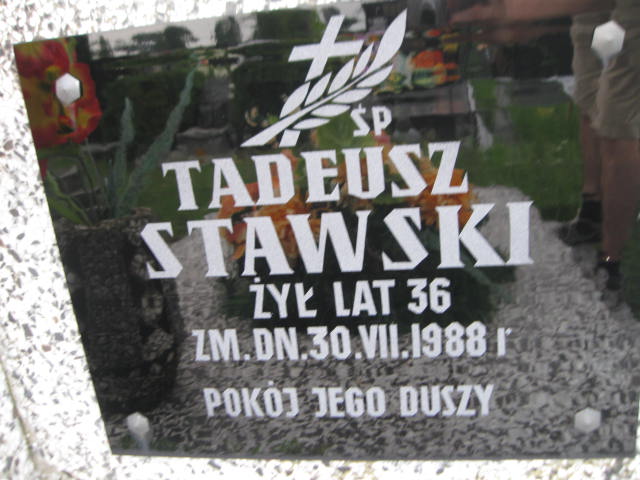 ŚP
TADEUSZ
STAWSKI
ŻYŁ LAT 36
ZM. DN. 30. VII. 1988 r
POKÓJ JEGO DUSZY